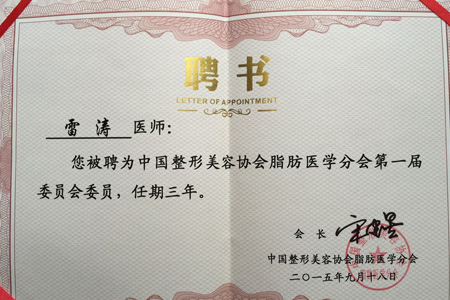 聘书
LETTER OF APPOINTMENT
雷涛 医师：
您被聘为中国整形美容协会脂肪医学分会第一届
委员会委员，任期三年。
会长
中国整形美容协会脂肪医学分会
二〇一五年九月十八日